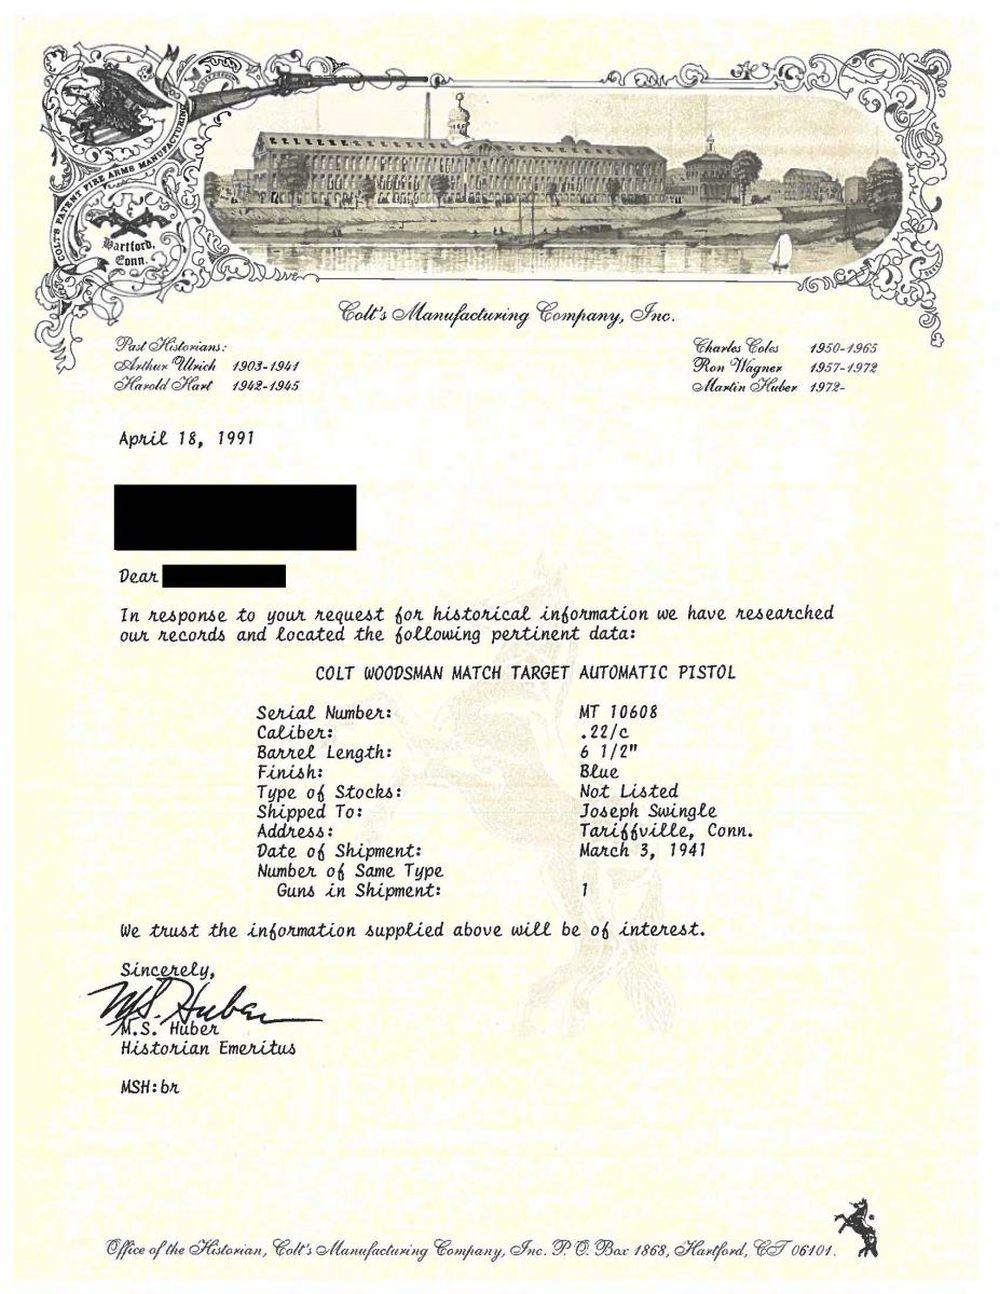 COLT'S PATENT FIRE ARMS MANUFACTURING
Hartford,
Conn.
Colt's Manufacturing Company, Inc.
Past Historians:
Arthur Ulrich 1903-1941
Harold Hart 1942-1945
Charles Coles 1950-1965
Ron Wagner 1957-1972
Martin Huber 1972-
April 18, 1991
Dear
In response to your request for historical information we have researched
our records and located the following pertinent data:
COLT WOODSMAN MATCH TARGET AUTOMATIC PISTOL
Serial Number: MT 10608
Caliber: .22/c
Barrel Length: 6 1/2"
Finish: Blue
Type of Stocks: Not Listed
Shipped To: Joseph Swingle
Address: Tariffville, Conn.
Date of Shipment: March 3, 1941
Number of Same Type
Guns in Shipment: 1
We trust the information supplied above will be of interest.
Sincerely,
M.S. Huber
M.S. Huber
Historian Emeritus
MSH:br
Office of the Historian, Colt's Manufacturing Company, Inc. P. O. Box 1868, Hartford, CT 06101.